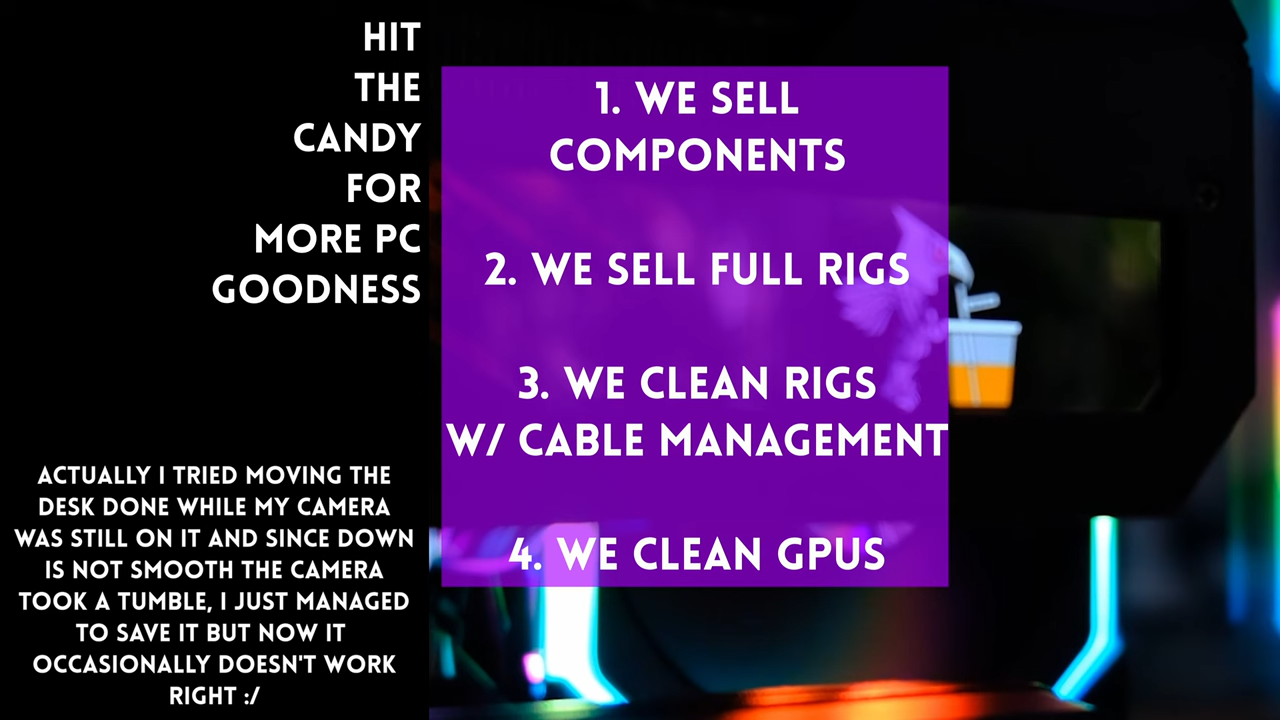 HIT
THE
CANDY
FOR
MORE PC
GOODNESS
ACTUALLY I TRIED MOVING THE
DESK DONE WHILE MY CAMERA
WAS STILL ON IT AND SINCE DOWN
IS NOT SMOOTH THE CAMERA
TOOK A TUMBLE, I JUST MANAGED
TO SAVE IT BUT NOW IT
OCCASIONALLY DOESN'T WORK
RIGHT :/
1. WE SELL
COMPONENTS
2. WE SELL FULL RIGS
3. WE CLEAN RIGS
W/ CABLE MANAGEMENT
4. WE CLEAN GPUS